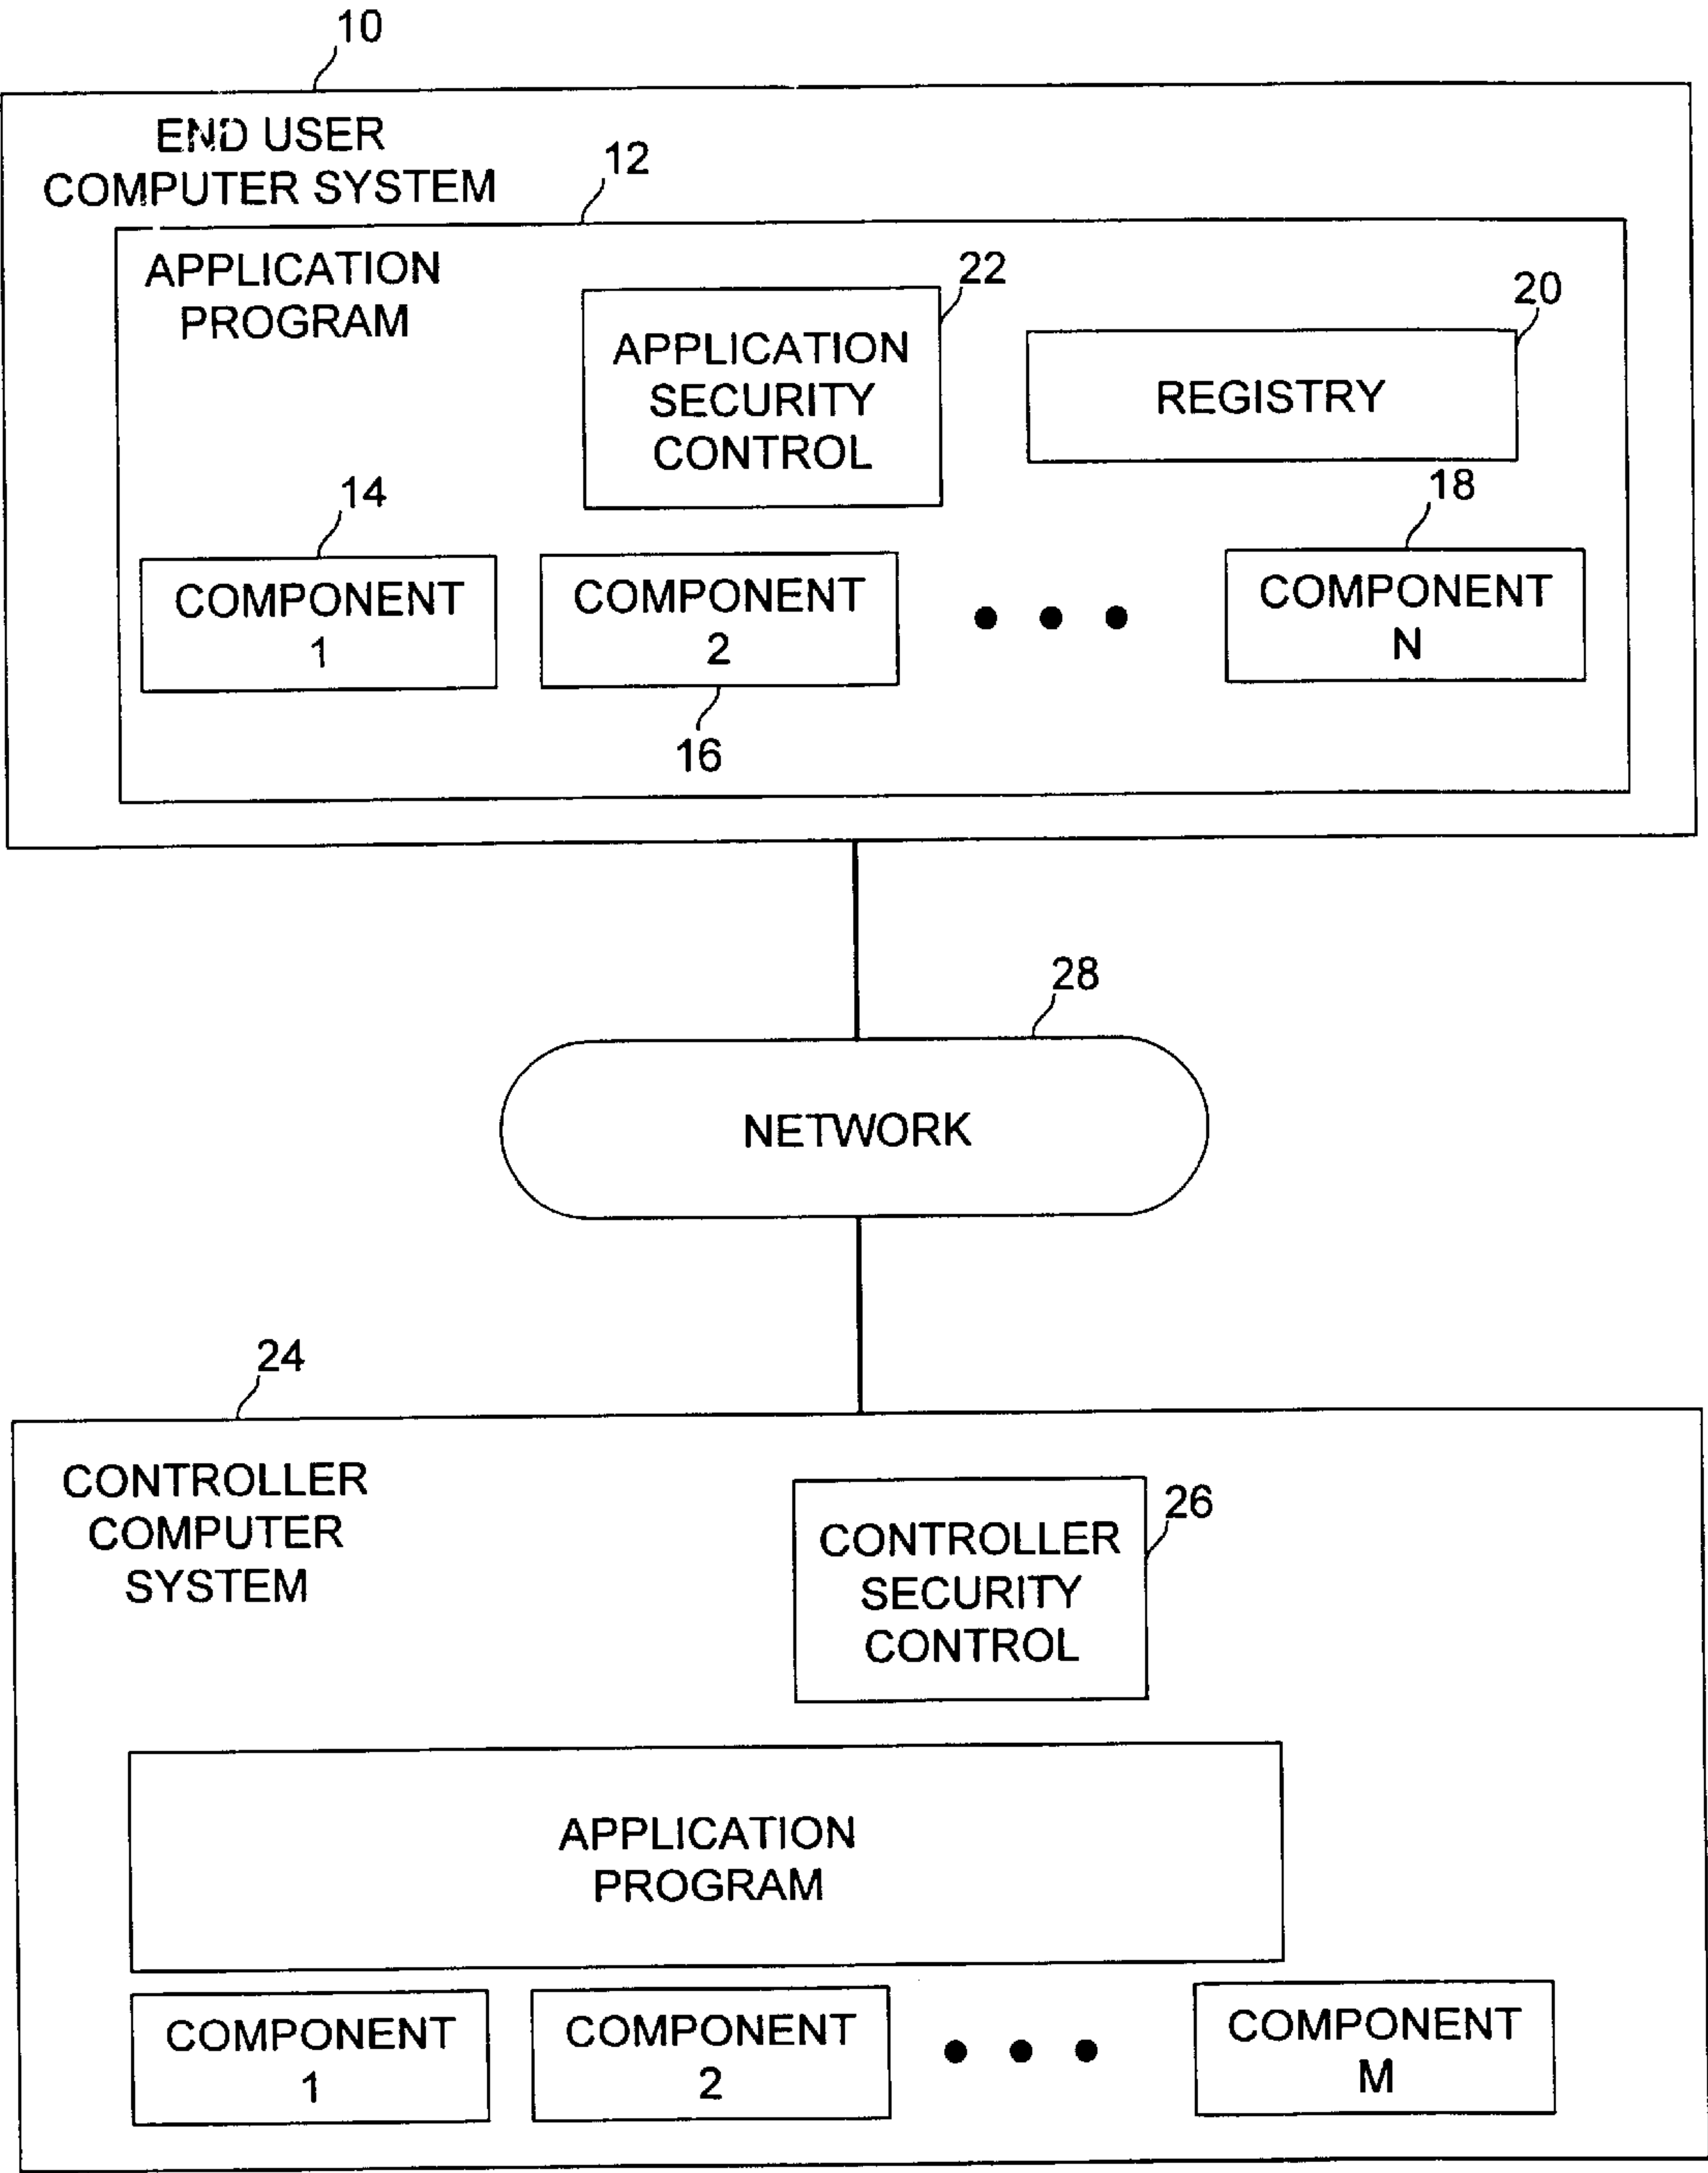 10
END USER
COMPUTER SYSTEM
12
APPLICATION
PROGRAM
22
APPLICATION
SECURITY
CONTROL
20
REGISTRY
14
COMPONENT
1
COMPONENT
2
16
18
COMPONENT
N
28
NETWORK
24
CONTROLLER
COMPUTER
SYSTEM
26
CONTROLLER
SECURITY
CONTROL
APPLICATION
PROGRAM
COMPONENT
1
COMPONENT
2
COMPONENT
M